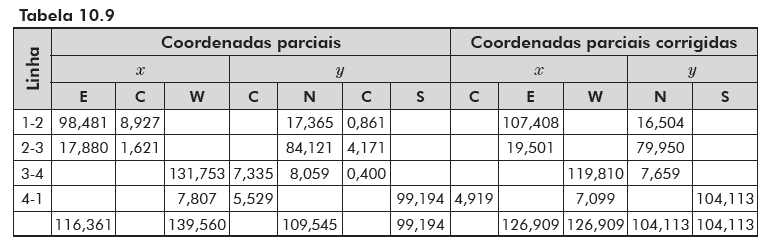 Tabela 10.9
Linha
Coordenadas parciais Coordenadas parciais corrigidas
x y x y
E C W C N C S C E W N S
1-2 98,481 8,927 17,365 0,861 107,408 16,504
2-3 17,880 1,621 84,121 4,171 19,501 79,950
3-4 131,753 7,335 8,059 0,400 119,810 7,659
4-1 7,807 5,529 99,194 4,919 7,099 104,113
116,361 139,560 109,545 99,194 126,909 126,909 104,113 104,113